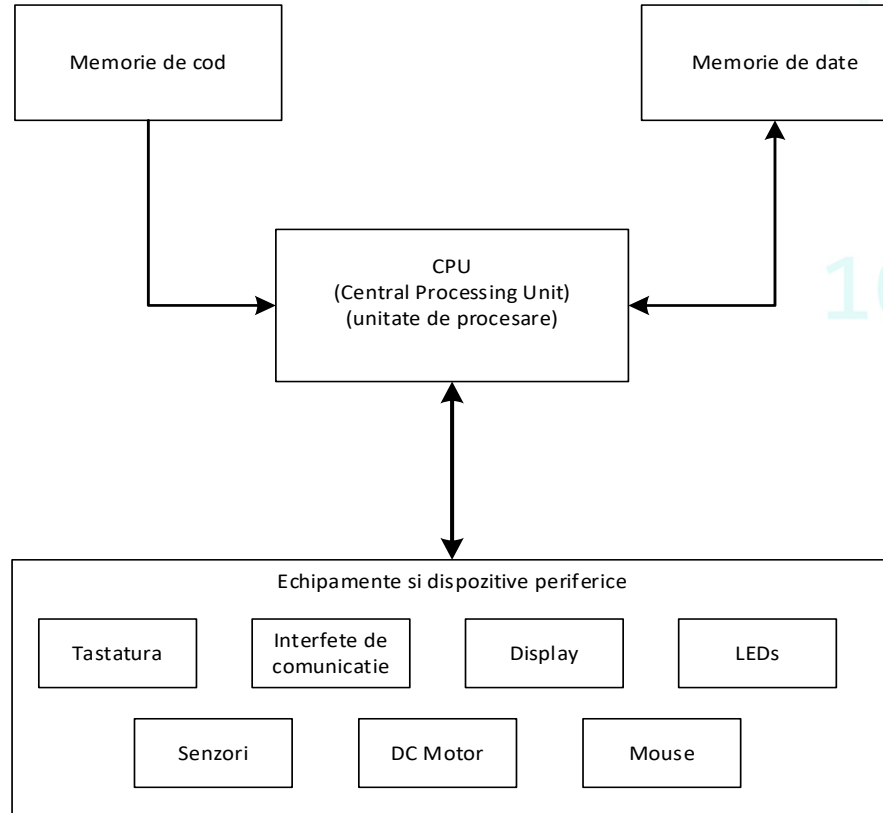 Memorie de cod
Memorie de date
CPU
(Central Processing Unit)
(unitate de procesare)
Echipamente si dispozitive periferice
Tastatura
Interfete de
comunicatie
Display
LEDs
Senzori
DC Motor
Mouse